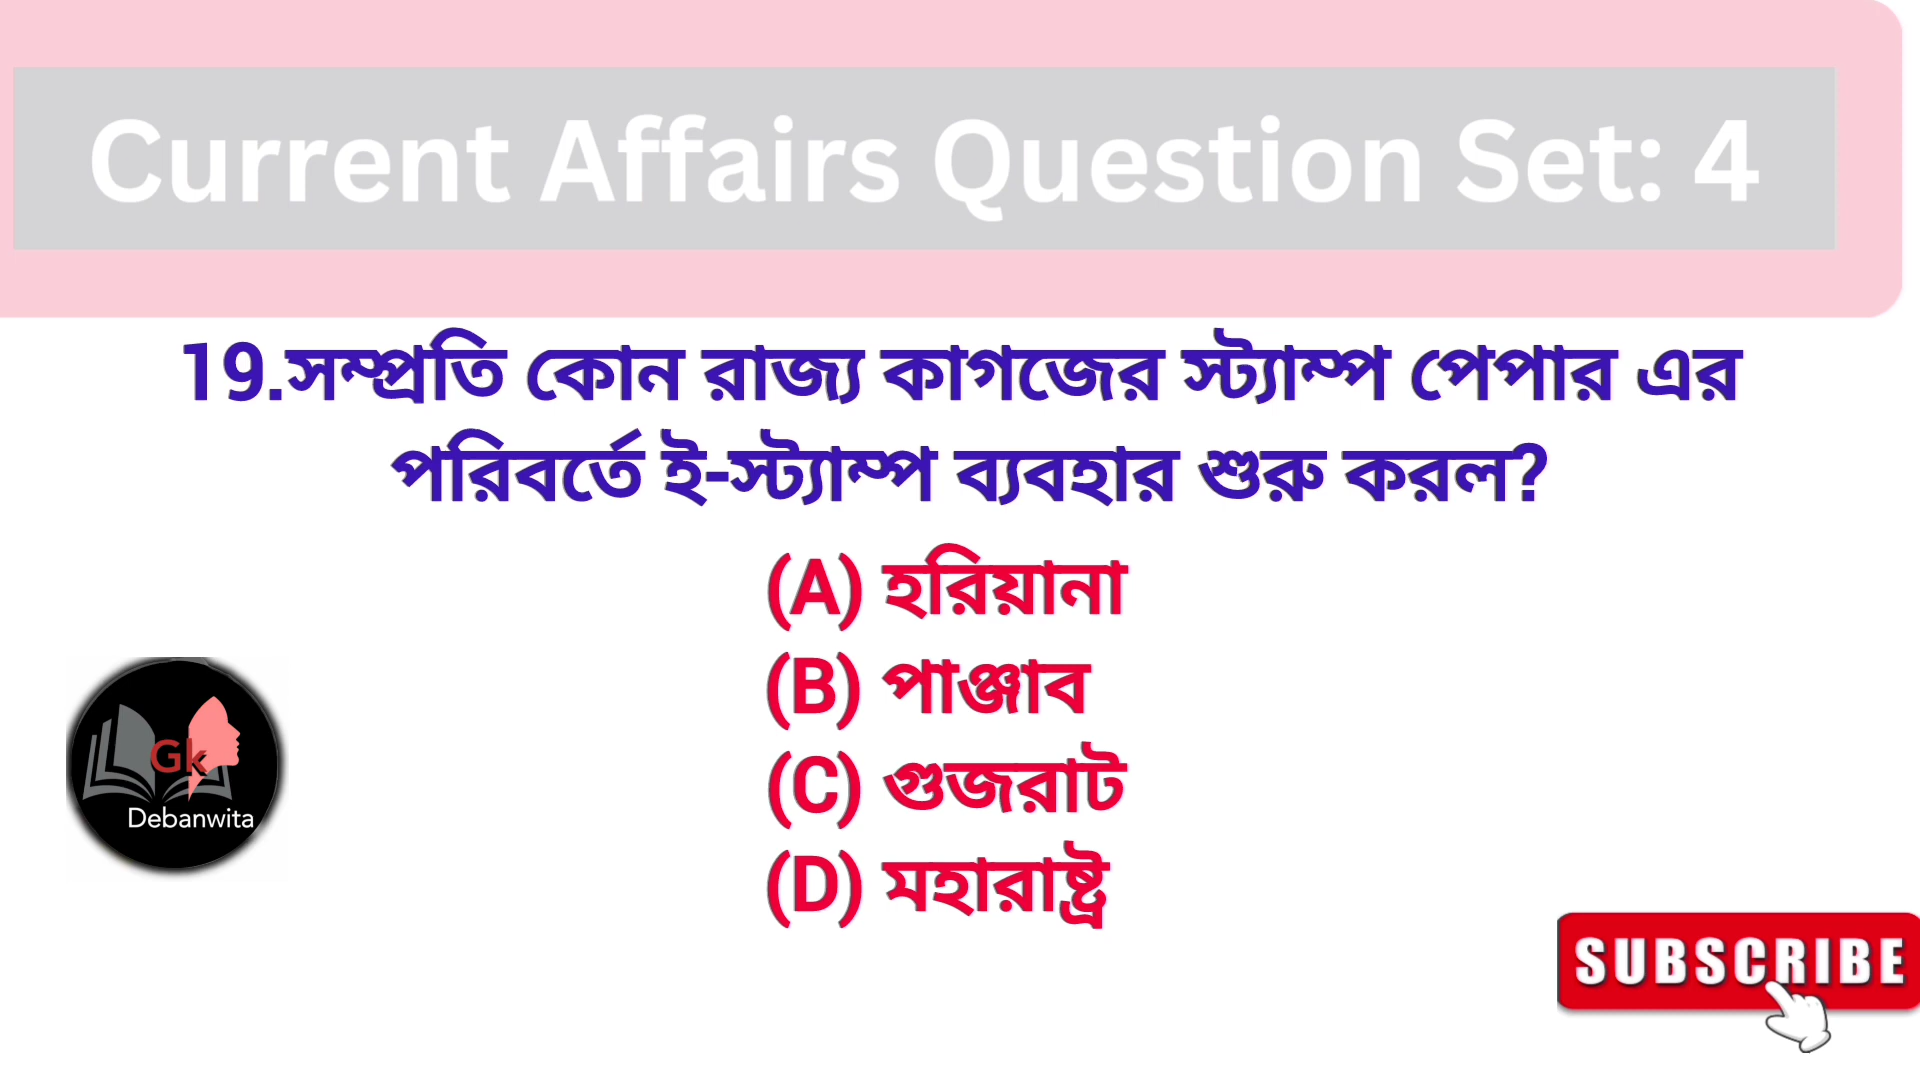 Current Affairs Question Set: 4
19.সম্প্রতি কোন রাজ্য কাগজের স্ট্যাম্প পেপার এর
পরিবর্তে ই-স্ট্যাম্প ব্যবহার শুরু করল?
(A) হরিয়ানা
(B) পাঞ্জাব
(C) গুজরাট
(D) মহারাষ্ট্র
Gk
Debanwita
SUBSCRIBE